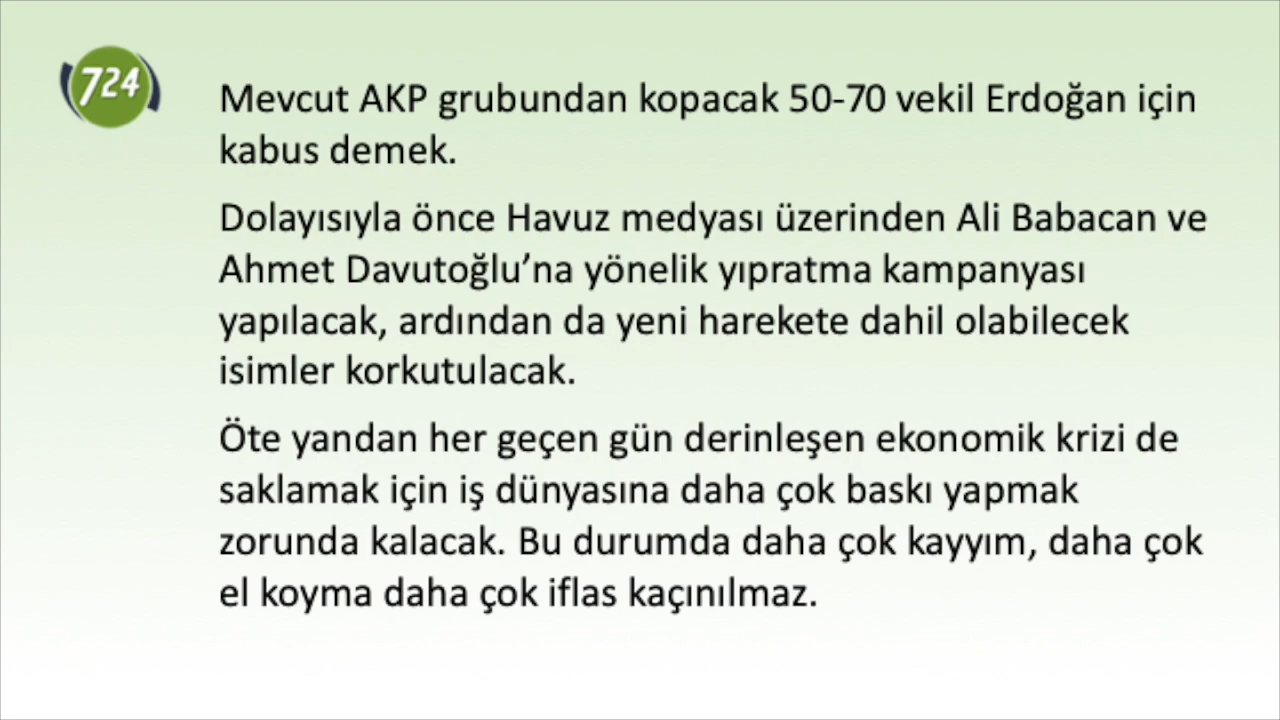 724
Mevcut AKP grubundan kopacak 50-70 vekil Erdoğan için
kabus demek.
Dolayısıyla önce Havuz medyası üzerinden Ali Babacan ve
Ahmet Davutoğlu’na yönelik yıpratma kampanyası
yapılacak, ardından da yeni harekete dahil olabilecek
isimler korkutulacak.
Öte yandan her geçen gün derinleşen ekonomik krizi de
saklamak için iş dünyasına daha çok baskı yapmak
zorunda kalacak. Bu durumda daha çok kayyım, daha çok
el koyma daha çok iflas kaçınılmaz.